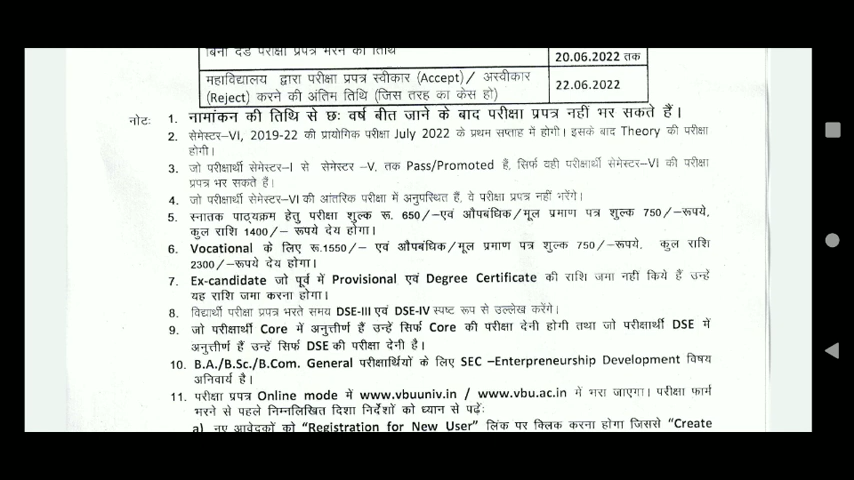 बिना दंड परीक्षा प्रपत्र भरने की तिथि
20.06.2022 तक
महाविद्यालय द्वारा परीक्षा प्रपत्र स्वीकार (Accept)/ अस्वीकार
(Reject) करने की अंतिम तिथि (जिस तरह का केस हो)
22.06.2022
नोटः 1. नामांकन की तिथि से छः वर्ष बीत जाने के बाद परीक्षा प्रपत्र नहीं भर सकते हैं।
2. सेमेस्टर–VI, 2019-22 की प्रायोगिक परीक्षा July 2022 के प्रथम सप्ताह में होगी। इसके बाद Theory की परीक्षा
होगी।
3. जो परीक्षार्थी सेमेस्टर–I से सेमेस्टर –V, तक Pass/Promoted हैं, सिर्फ वही परीक्षार्थी सेमेस्टर–VI की परीक्षा
प्रपत्र भर सकते हैं।
4. जो परीक्षार्थी सेमेस्टर–VI की आंतरिक परीक्षा में अनुपस्थित हैं, वे परीक्षा प्रपत्र नहीं भरेंगे।
5. स्नातक पाठ्यक्रम हेतु परीक्षा शुल्क रू. 650/–एवं औपबंधिक/मूल प्रमाण पत्र शुल्क 750/–रूपये,
कुल राशि 1400/– रूपये देय होगा।
6. Vocational के लिए रू.1550/– एवं औपबंधिक/मूल प्रमाण पत्र शुल्क 750/–रूपये, कुल राशि
2300/–रूपये देय होगा।
7. Ex-candidate जो पूर्व में Provisional एवं Degree Certificate की राशि जमा नहीं किये हैं उन्हें
यह राशि जमा करना होगा।
8. विद्यार्थी परीक्षा प्रपत्र भरते समय DSE-III एवं DSE-IV स्पष्ट रूप से उल्लेख करेंगे।
9. जो परीक्षार्थी Core में अनुत्तीर्ण हैं उन्हें सिर्फ Core की परीक्षा देनी होगी तथा जो परीक्षार्थी DSE में
अनुत्तीर्ण हैं उन्हें सिर्फ DSE की परीक्षा देनी है।
10. B.A./B.Sc./B.Com. General परीक्षार्थियों के लिए SEC –Enterpreneurship Development विषय
अनिवार्य है।
11. परीक्षा प्रपत्र Online mode में www.vbuuniv.in / www.vbu.ac.in में भरा जाएगा। परीक्षा फार्म
भरने से पहले निम्नलिखित दिशा निर्देशों को ध्यान से पढ़ेंः
a) नए आवेदकों को “Registration for New User” लिंक पर क्लिक करना होगा जिससे “Create